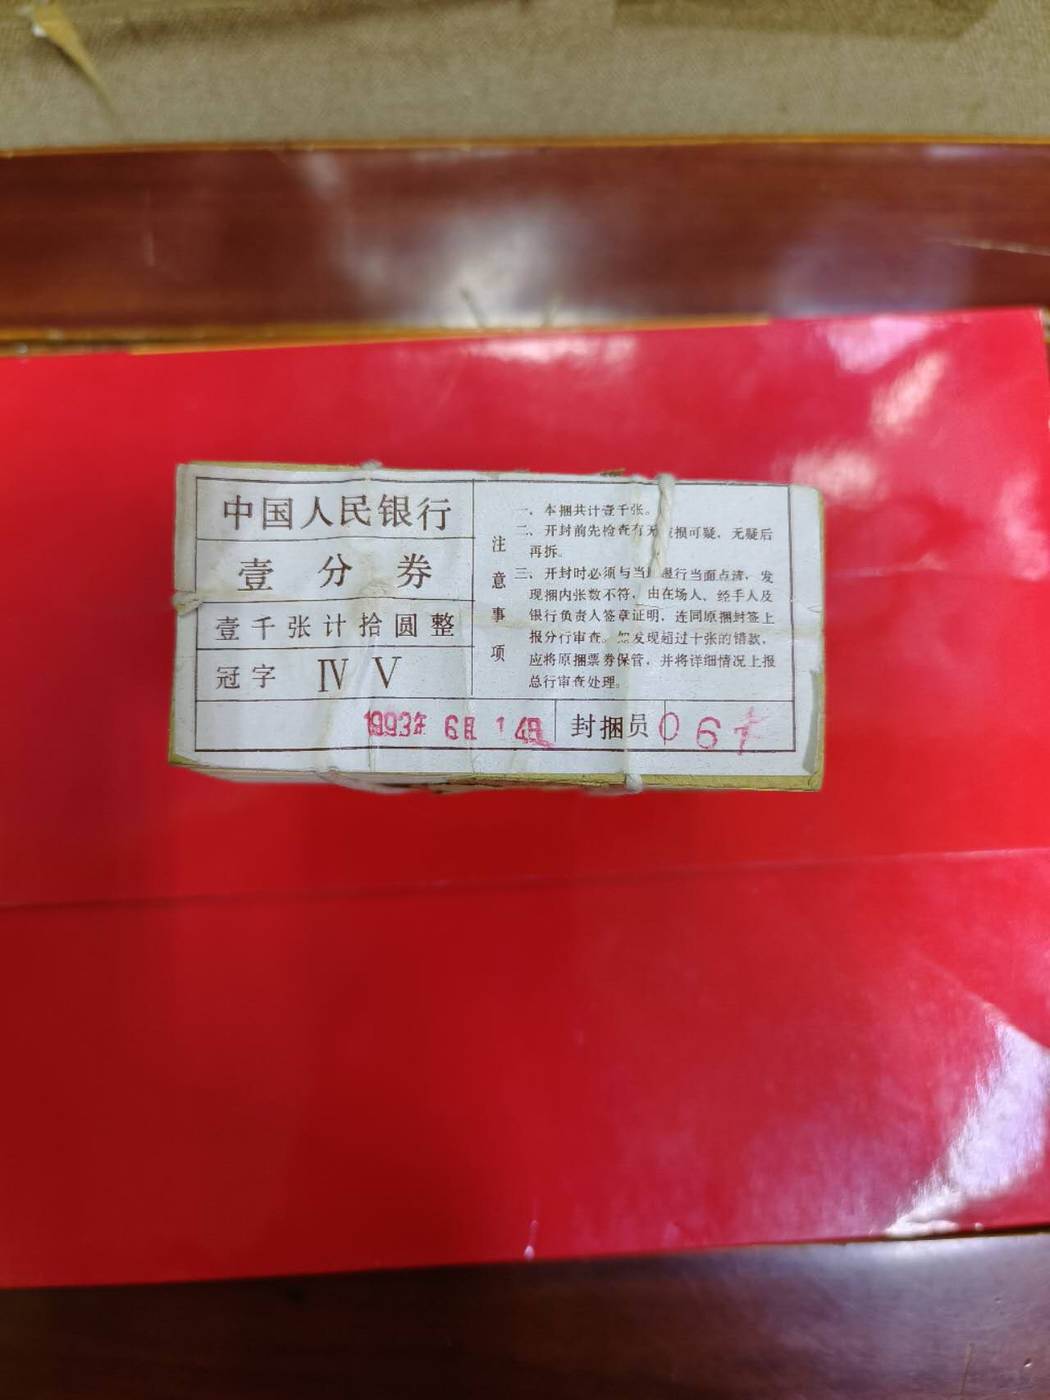 中国人民银行
壹分券
壹千张计拾圆整
冠字 IV V
注意事项
一、本捆共计壹千张。
二、开封前先检查有无损可疑，无疑后
再拆。
三、开封时必须与当行当面点清，发
现捆内张数不符，由在场人、经手人及
银行负责人签章证明，连同原捆封签上
报分行审查。如发现超过十张的错款，
应将原捆票券保管，并将详细情况上报
总行审查处理。
1993年 6月 14日 封捆员 06